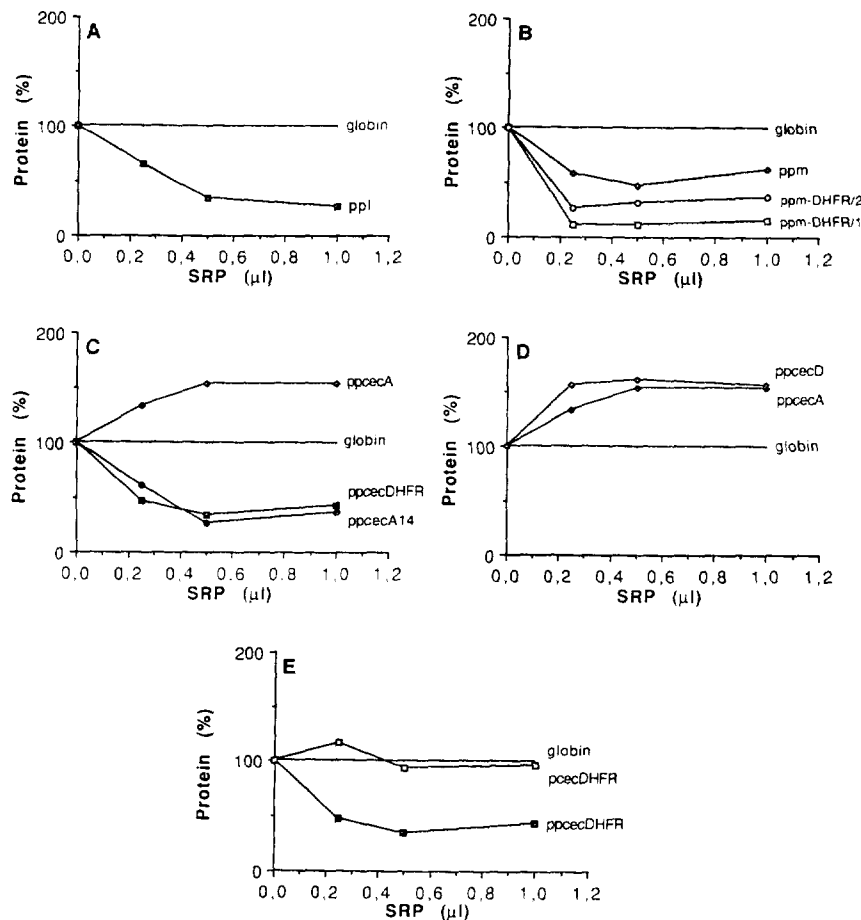 A
200
100
0
Protein (%)
globin
ppl
0,0 0,2 0,4 0,6 0,8 1,0 1,2
SRP (µl)
B
200
100
0
Protein (%)
globin
ppm
ppm-DHFR/2
ppm-DHFR/1
0,0 0,2 0,4 0,6 0,8 1,0 1,2
SRP (µl)
C
200
100
0
Protein (%)
ppcecA
globin
ppcecDHFR
ppcecA14
0,0 0,2 0,4 0,6 0,8 1,0 1,2
SRP (µl)
D
200
100
0
Protein (%)
ppcecD
ppcecA
globin
0,0 0,2 0,4 0,6 0,8 1,0 1,2
SRP (µl)
E
200
100
0
Protein (%)
globin
pcecDHFR
ppcecDHFR
0,0 0,2 0,4 0,6 0,8 1,0 1,2
SRP (µl)